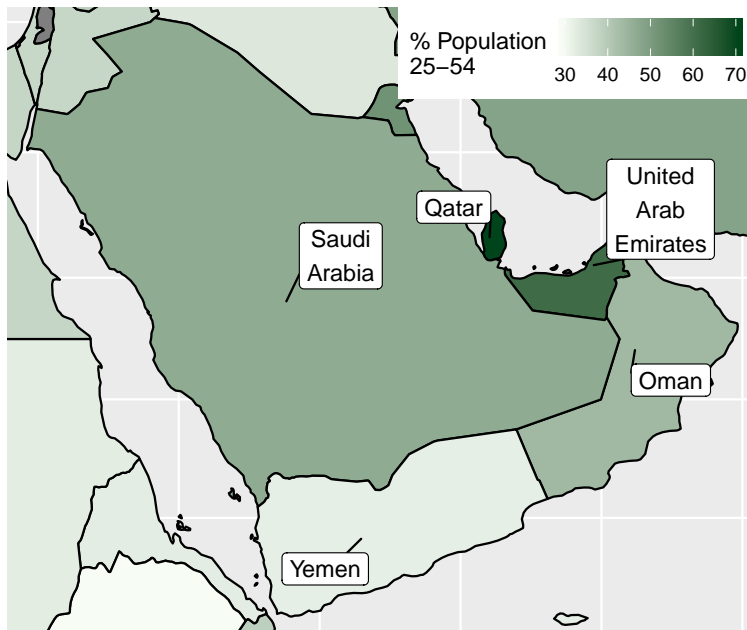 % Population
25−54
30 40 50 60 70
United
Arab
Emirates
Qatar
Saudi
Arabia
Oman
Yemen